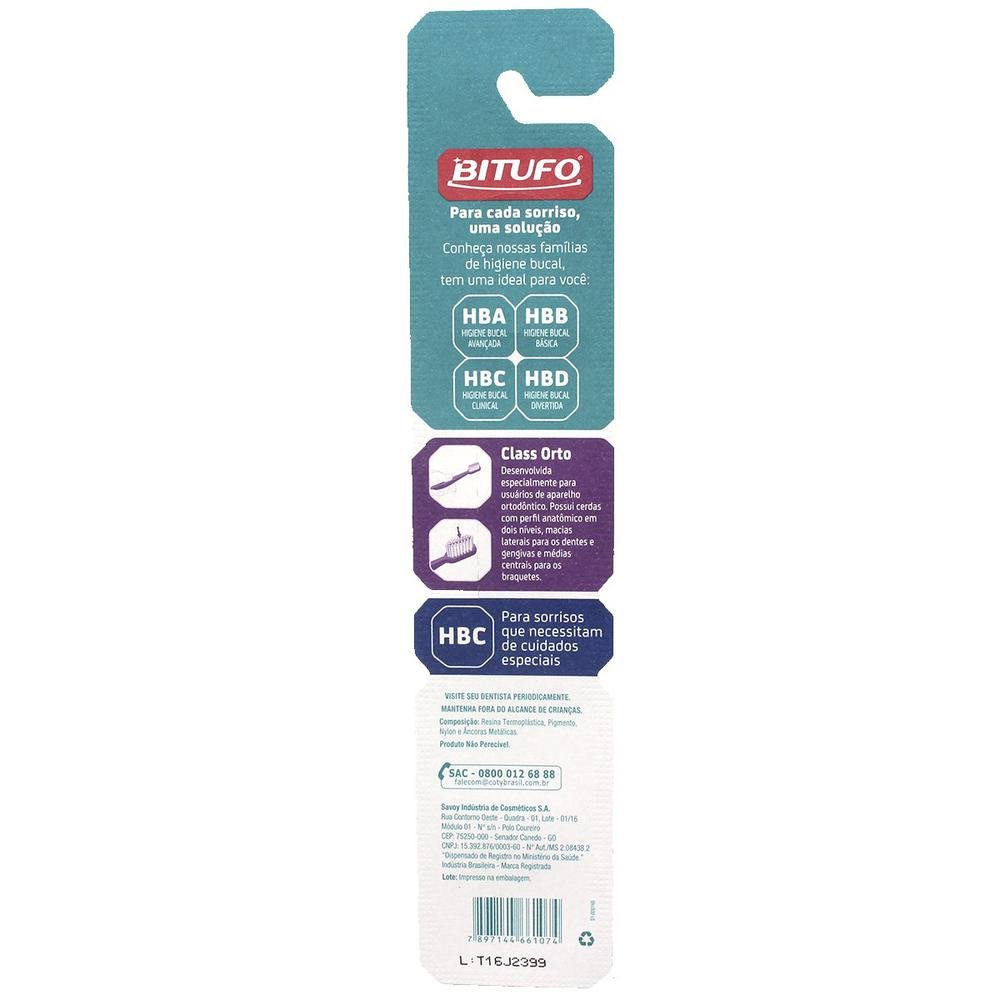 BITUFO®
Para cada sorriso,
uma solução
Conheça nossas famílias
de higiene bucal,
tem uma ideal para você:
HBA
HIGIENE BUCAL
AVANÇADA
HBB
HIGIENE BUCAL
BÁSICA
HBC
HIGIENE BUCAL
CLINICAL
HBD
HIGIENE BUCAL
DIVERTIDA
Class Orto
Desenvolvida
especialmente para
usuários de aparelho
ortodôntico. Possui cerdas
com perfil anatômico em
dois níveis, macias
laterais para os dentes e
gengivas e médias
centrais para os
braquetes.
HBC
Para sorrisos
que necessitam
de cuidados
especiais
VISITE SEU DENTISTA PERIODICAMENTE.
MANTENHA FORA DO ALCANCE DE CRIANÇAS.
Composição: Resina Termoplástica, Pigmento,
Nylon e Âncoras Metálicas.
Produto Não Perecível.
SAC - 0800 012 68 88
falecom@cotybrasil.com.br
Savoy Indústria de Cosméticos S.A.
Rua Contorno Oeste - Quadra - 01, Lote - 01/16
Módulo 01 - N° s/n - Polo Coureiro
CEP: 75250-000 - Senador Canedo - GO
CNPJ: 15.392.876/0003-60 - N° Aut./MS 2.08438.2
"Dispensado de Registro no Ministério da Saúde."
Indústria Brasileira - Marca Registrada
Lote: Impresso na embalagem.
7 897144 661074
L:T16J2399